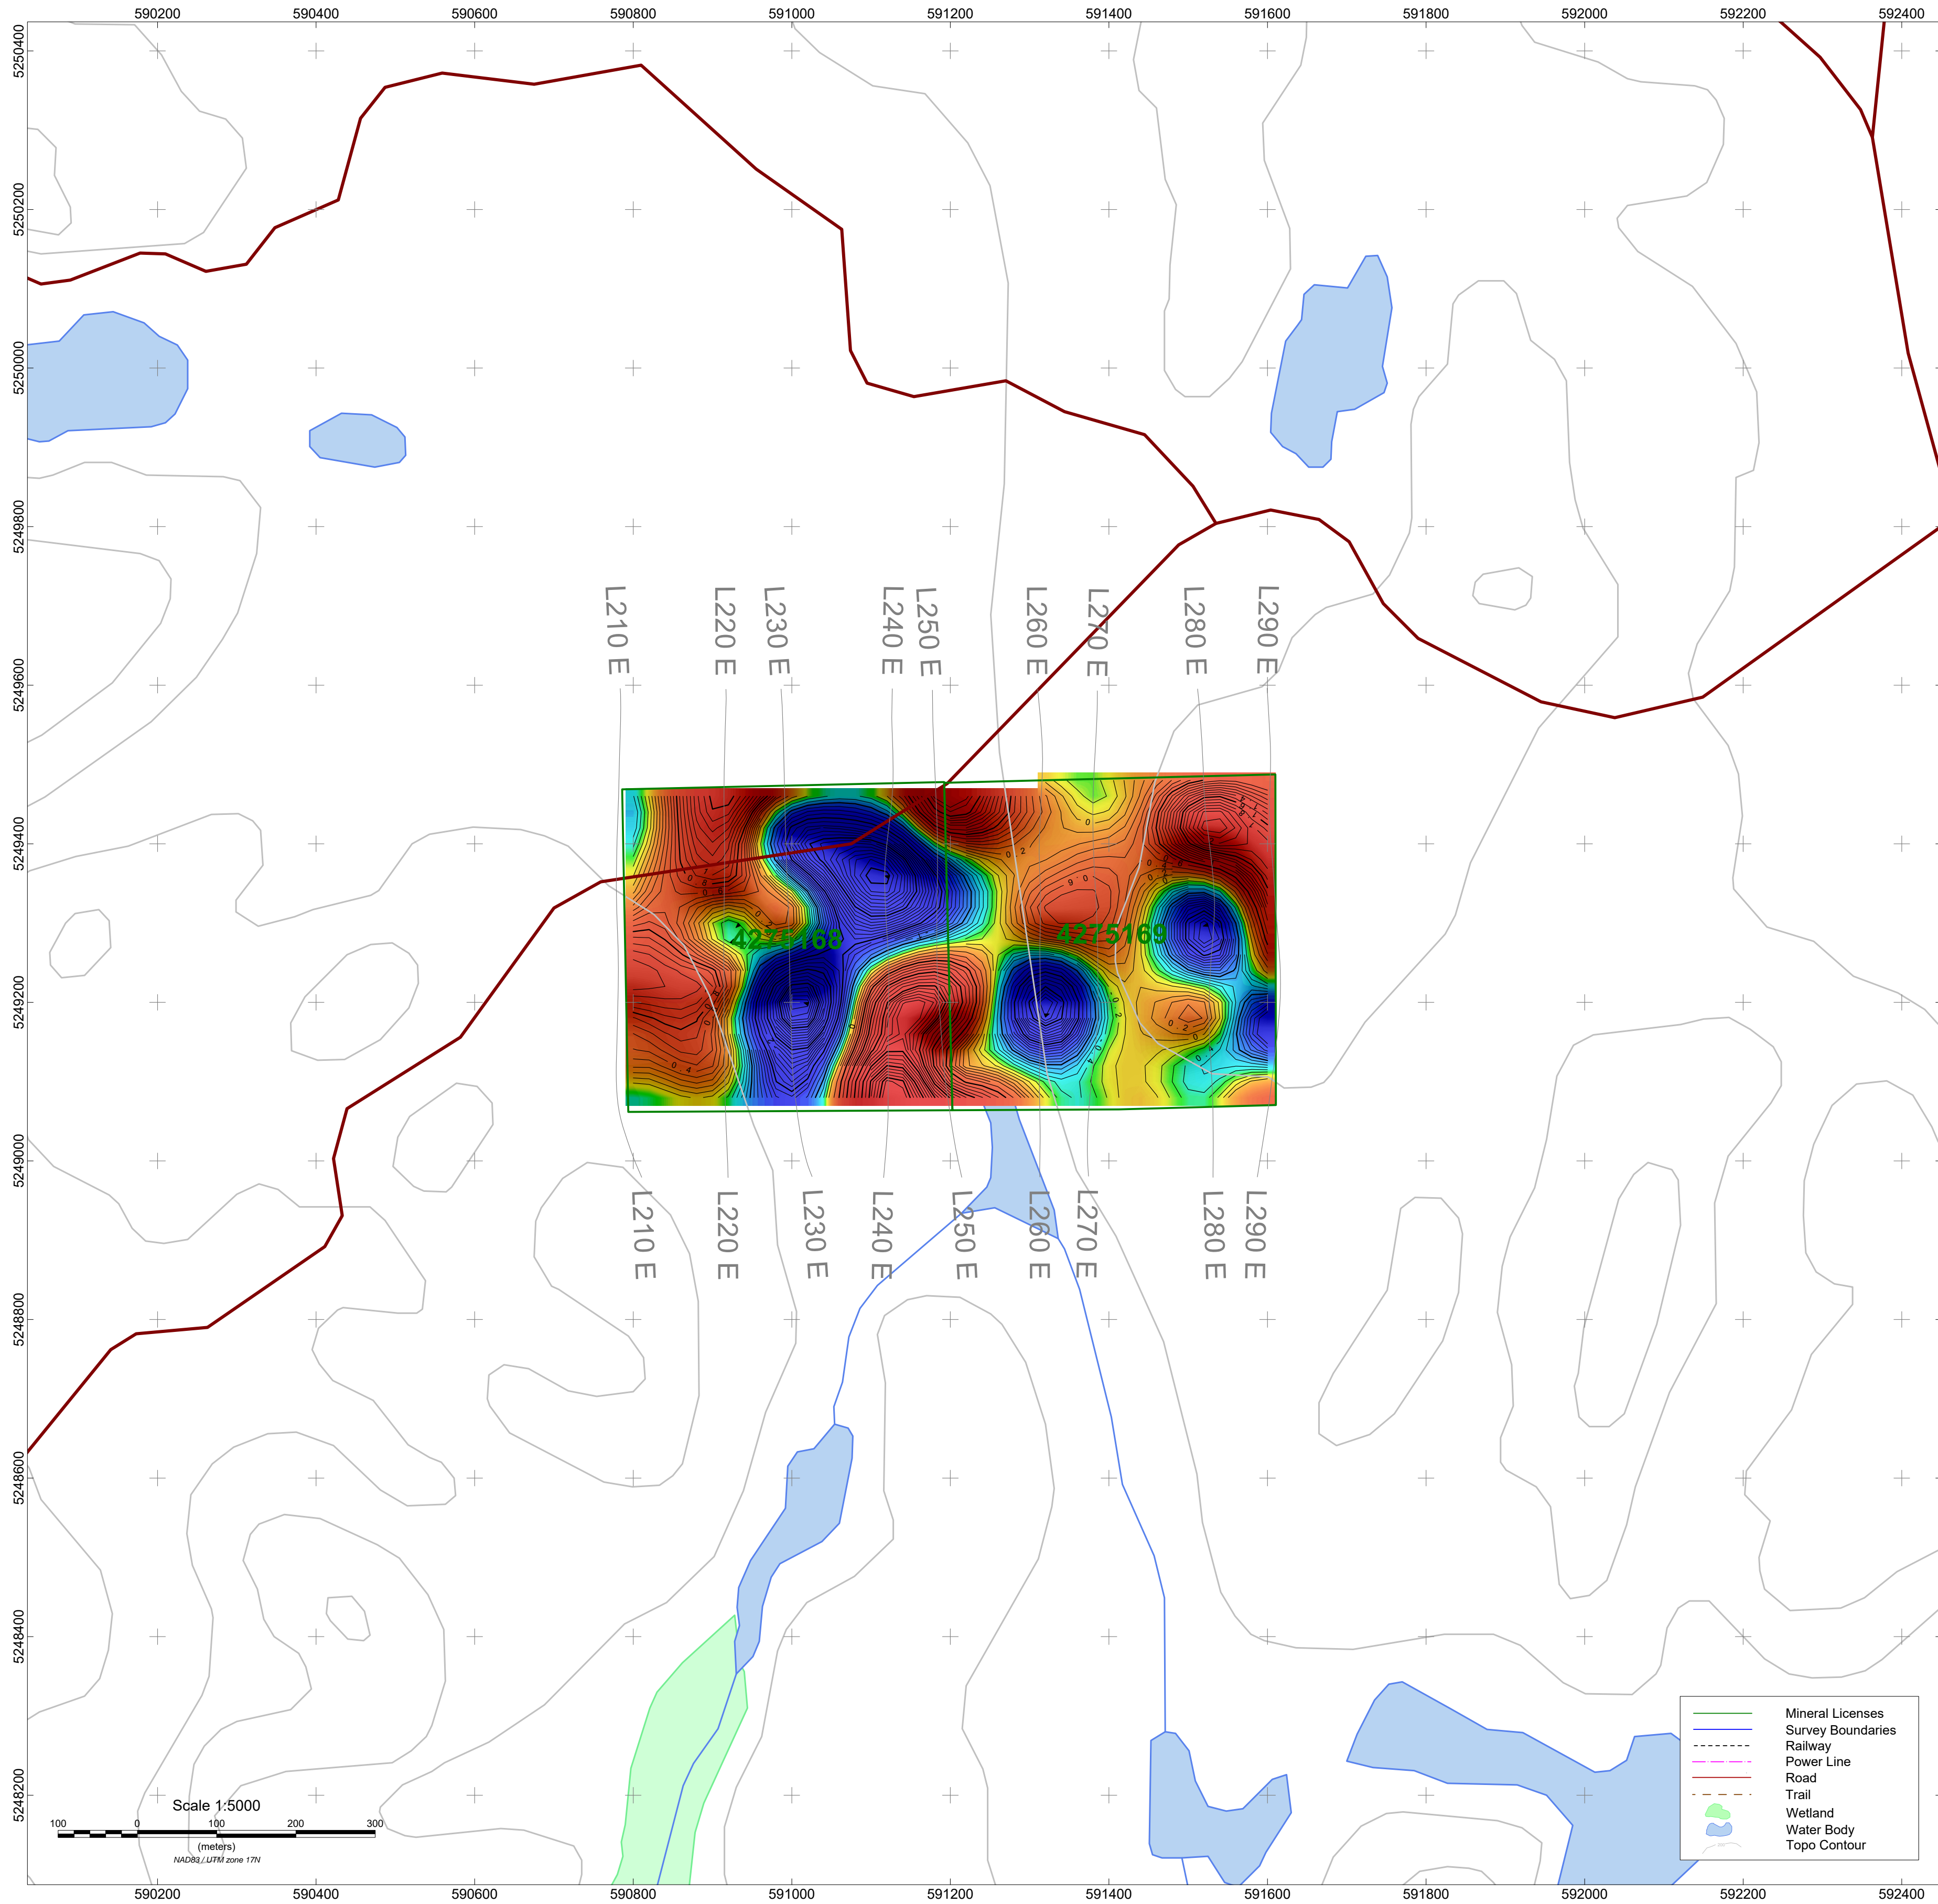 590200 590400 590600 590800 591000 591200 591400 591600 591800 592000 592200 592400
5250400
5250200
5250000
5249800
5249600
5249400
5249200
5249000
5248800
5248600
5248400
5248200
L210 E L220 E L230 E L240 E L250 E L260 E L270 E L280 E L290 E
4275168 4275169
L210 E L220 E L230 E L240 E L250 E L260 E L270 E L280 E L290 E
Mineral Licenses
Survey Boundaries
Railway
Power Line
Road
Trail
Wetland
Water Body
Topo Contour
Scale 1:5000
100 0 100 200 300
(meters)
NAD83 / UTM zone 17N
590200 590400 590600 590800 591000 591200 591400 591600 591800 592000 592200 592400